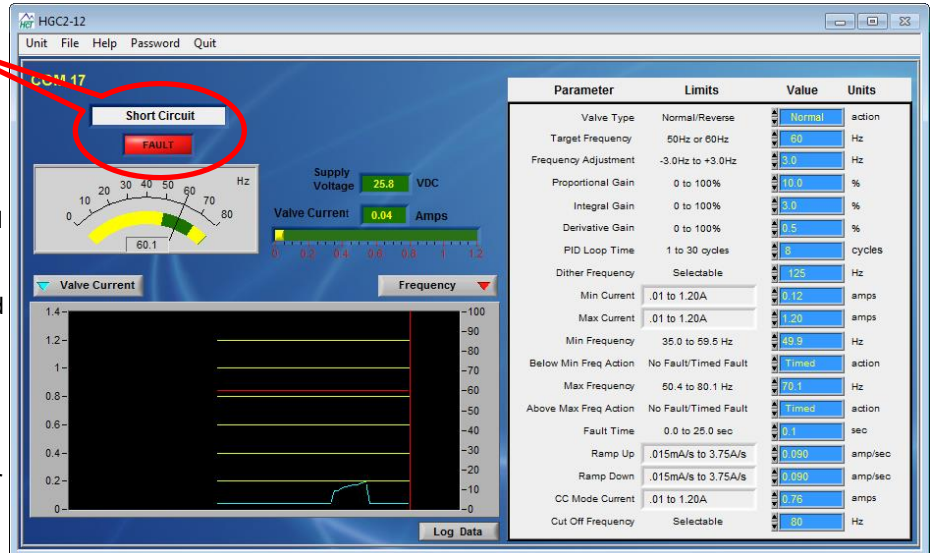 HGC2-12
Unit File Help Password Quit
COM 17
Short Circuit
FAULT
0 10 20 30 40 50 60 70 80 Hz
60.1
Supply Voltage 25.8 VDC
Valve Current 0.04 Amps
0 0.2 0.4 0.6 0.8 1 1.2
Valve Current
Frequency
1.4- -100
-90
1.2- -80
1- -70
0.8- -60
-50
0.6- -40
0.4- -30
-20
0.2- -10
0- -0
Log Data
Parameter Limits Value Units
Valve Type Normal/Reverse Normal action
Target Frequency 50Hz or 60Hz 60 Hz
Frequency Adjustment -3.0Hz to +3.0Hz 3.0 Hz
Proportional Gain 0 to 100% 10.0 %
Integral Gain 0 to 100% 3.0 %
Derivative Gain 0 to 100% 0.5 %
PID Loop Time 1 to 30 cycles 8 cycles
Dither Frequency Selectable 125 Hz
Min Current .01 to 1.20A 0.12 amps
Max Current .01 to 1.20A 1.20 amps
Min Frequency 35.0 to 59.5 Hz 49.9 Hz
Below Min Freq Action No Fault/Timed Fault Timed action
Max Frequency 50.4 to 80.1 Hz 70.1 Hz
Above Max Freq Action No Fault/Timed Fault Timed action
Fault Time 0.0 to 25.0 sec 0.1 sec
Ramp Up .015mA/s to 3.75A/s 0.090 amp/sec
Ramp Down .015mA/s to 3.75A/s 0.090 amp/sec
CC Mode Current .01 to 1.20A 0.76 amps
Cut Off Frequency Selectable 80 Hz